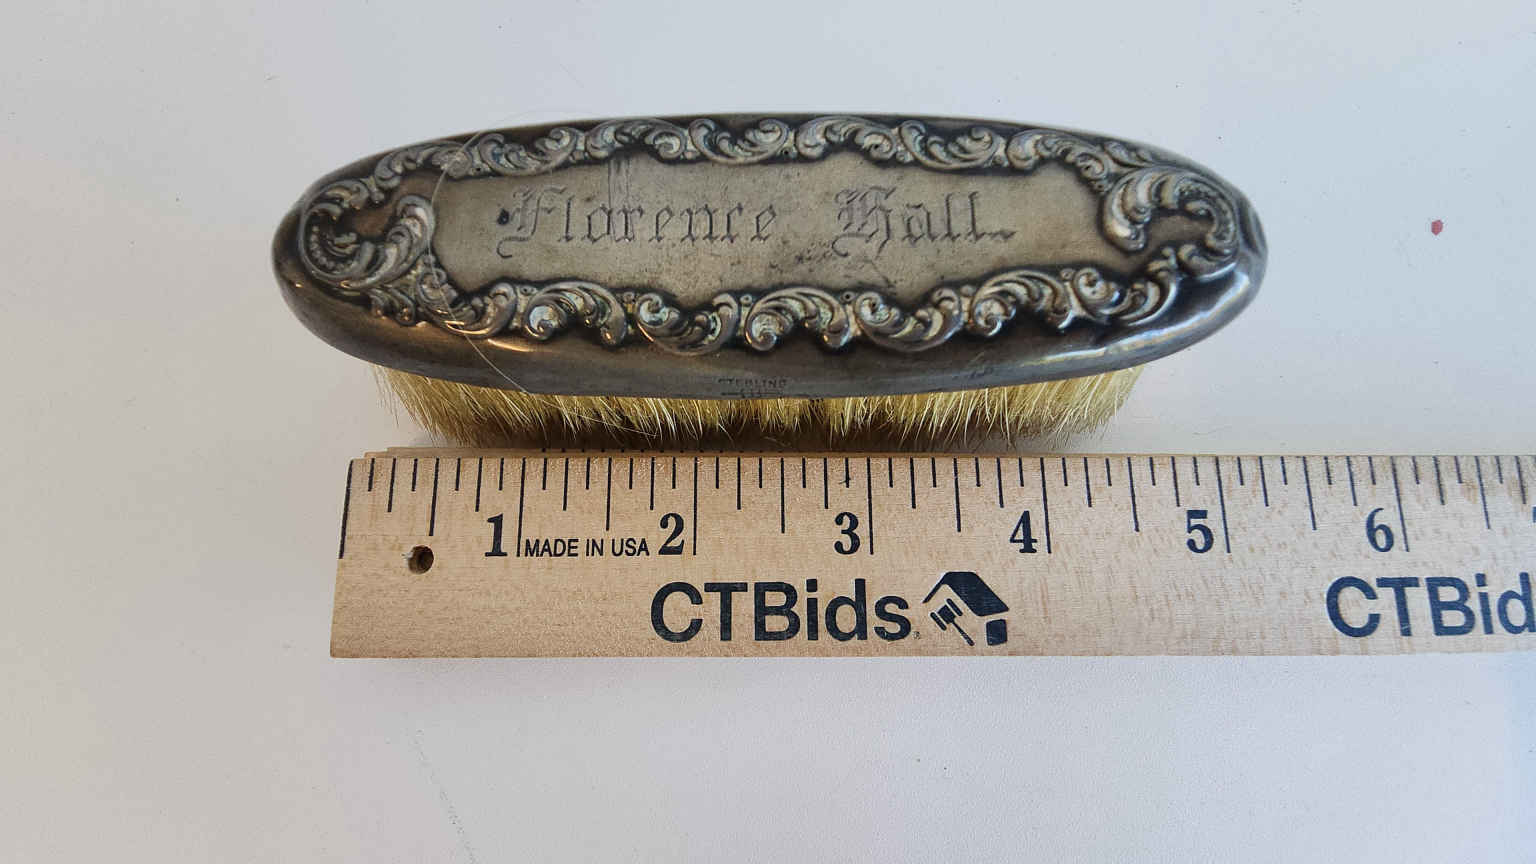 Florence Hall
STERLING
1 MADE IN USA 2 3 4 5 6
CTBids CTBid